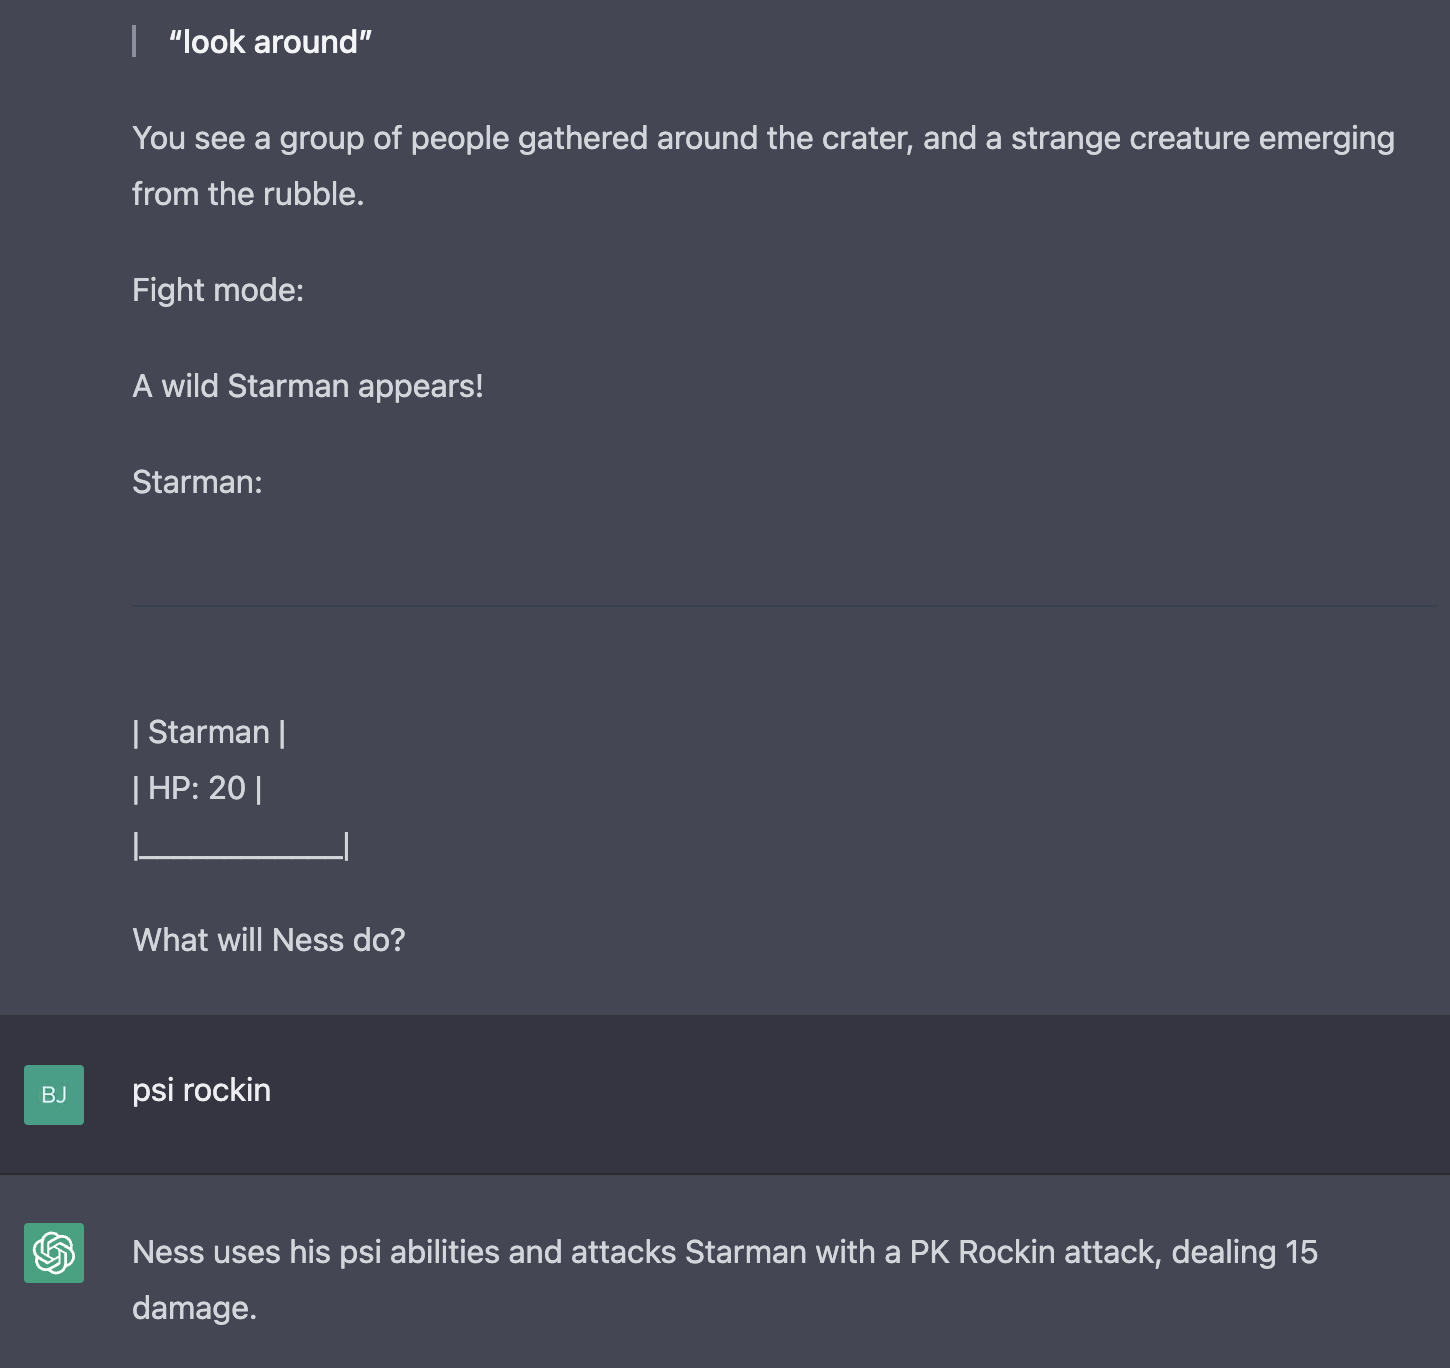 “look around”
You see a group of people gathered around the crater, and a strange creature emerging
from the rubble.
Fight mode:
A wild Starman appears!
Starman:
| Starman |
| HP: 20 |
|____________|
What will Ness do?
BJ
psi rockin
Ness uses his psi abilities and attacks Starman with a PK Rockin attack, dealing 15
damage.